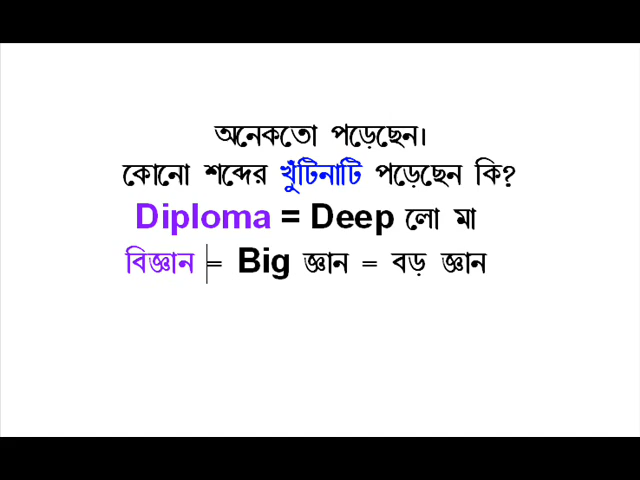 অনেকতো পড়েছেন।
কোনো শব্দের খুঁটিনাটি পড়েছেন কি?
Diploma = Deep লো মা
বিজ্ঞান = Big জ্ঞান = বড় জ্ঞান